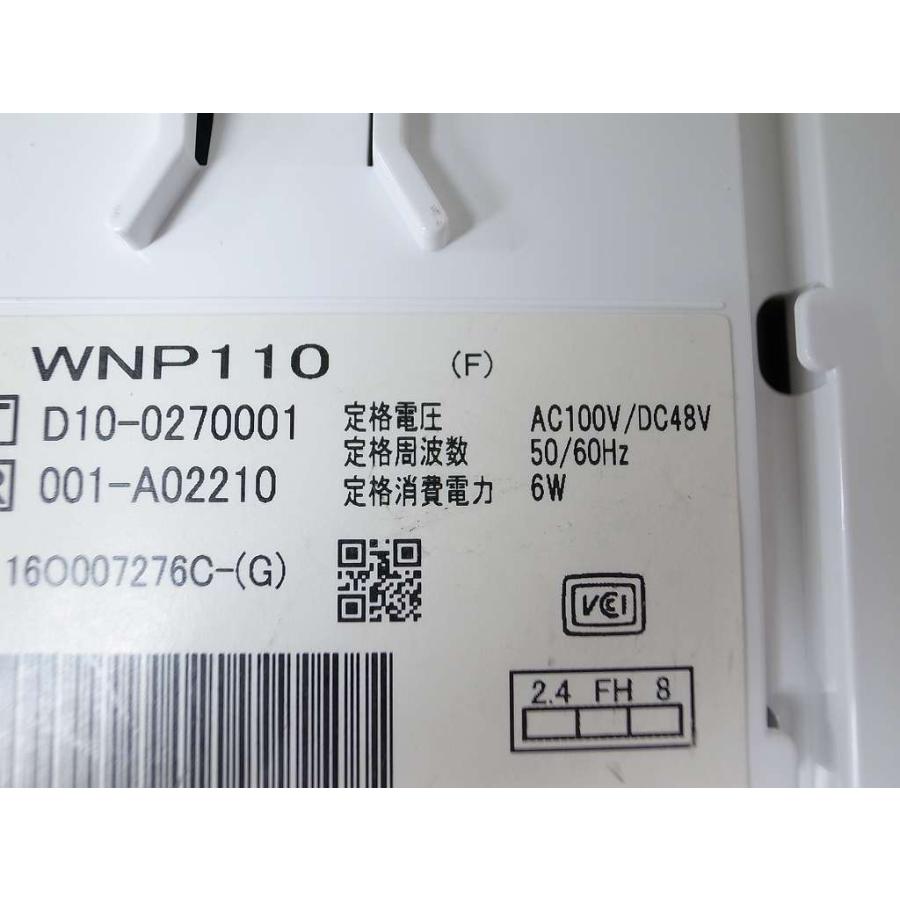 WNP110 (F)
T D10-0270001
R 001-A02210
定格電圧 AC100V/DC48V
定格周波数 50/60Hz
定格消費電力 6W
16O007276C-(G)
VCCI
2.4 FH 8